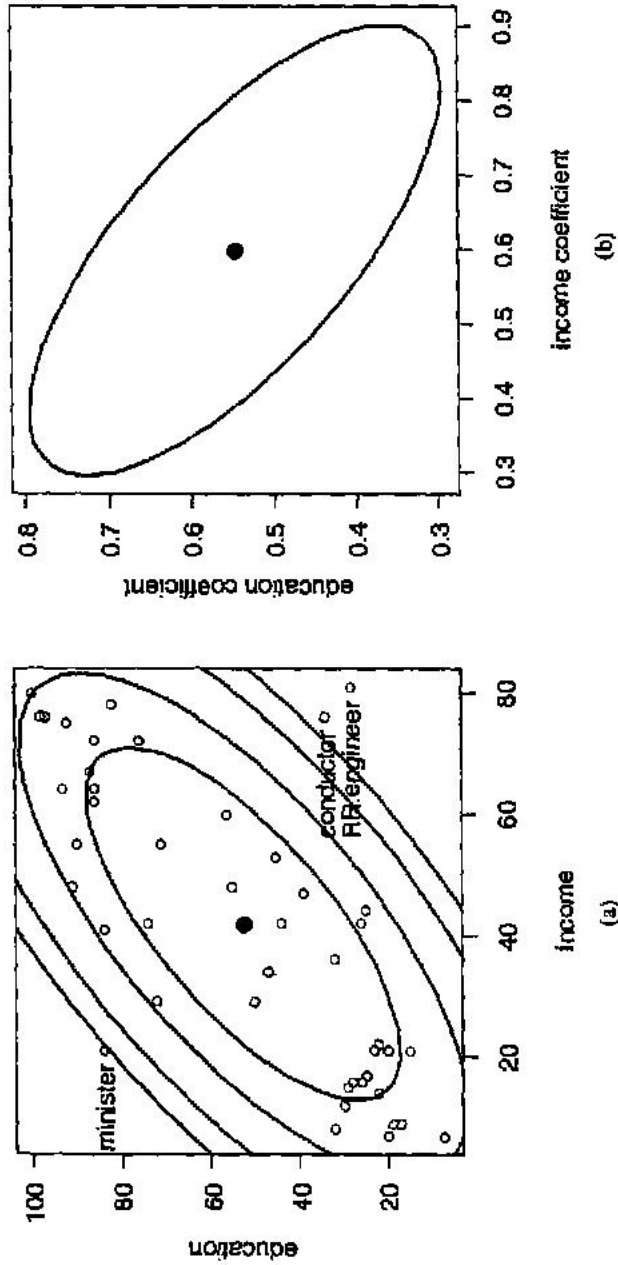 100
80
60
40
20
education
minister
conductor
RR.engineer
20
40
60
80
income
(a)
0.8
0.7
0.6
0.5
0.4
0.3
education coefficient
0.3
0.4
0.5
0.6
0.7
0.8
0.9
income coefficient
(b)